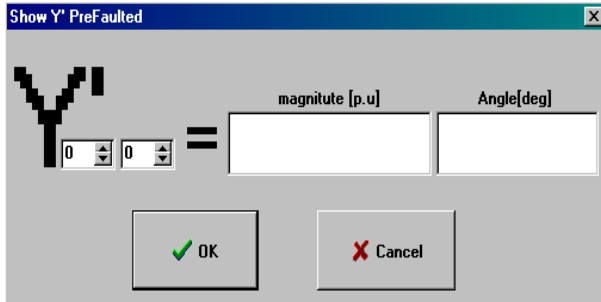 Show Y' PreFaulted
magnitute [p.u] Angle[deg]
Y' 0 0 =
OK Cancel